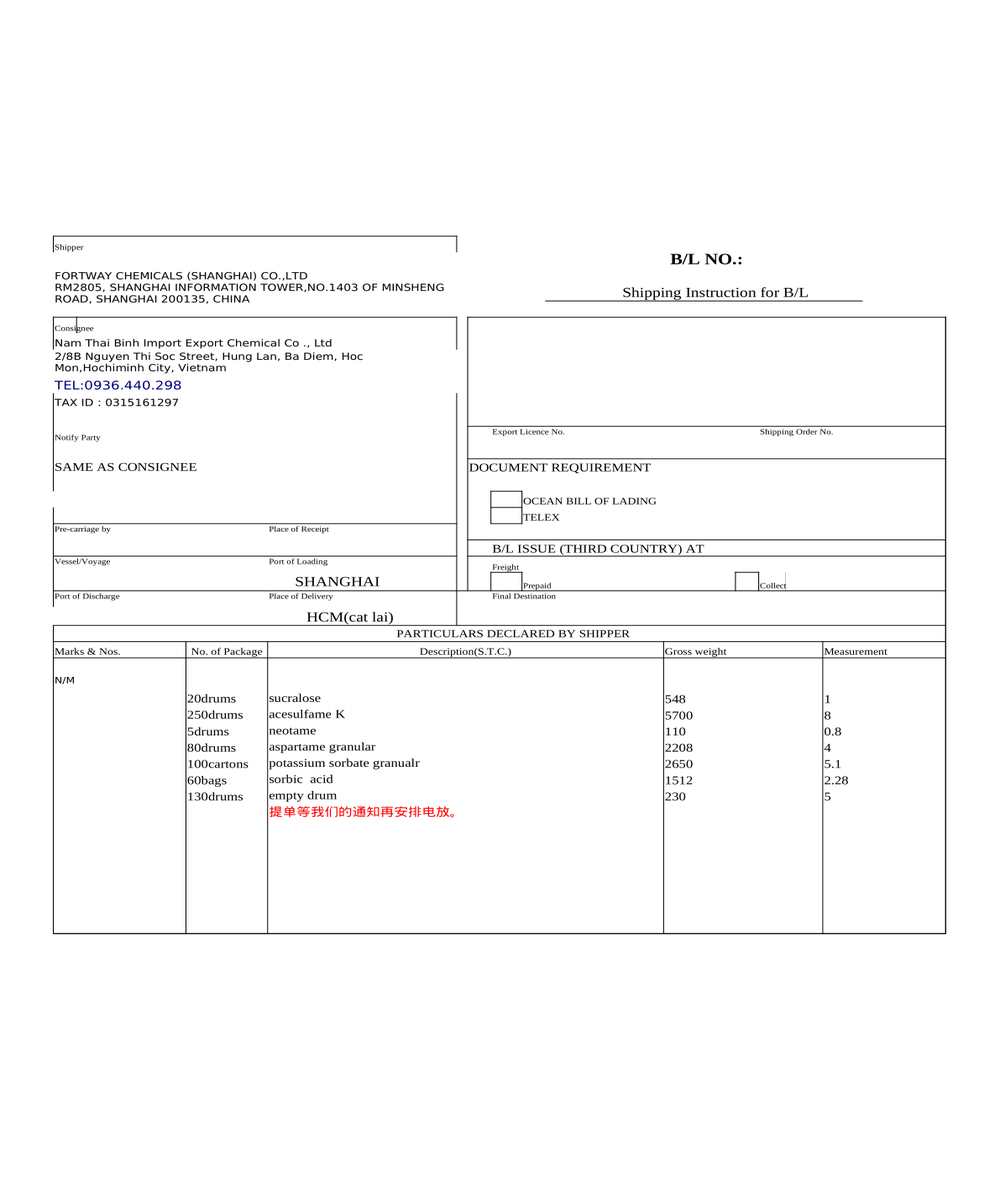 Shipper
B/L NO.:
FORTWAY CHEMICALS (SHANGHAI) CO.,LTD
RM2805, SHANGHAI INFORMATION TOWER,NO.1403 OF MINSHENG
ROAD, SHANGHAI 200135, CHINA
Shipping Instruction for B/L
Consignee
Nam Thai Binh Import Export Chemical Co ., Ltd
2/8B Nguyen Thi Soc Street, Hung Lan, Ba Diem, Hoc
Mon,Hochiminh City, Vietnam
TEL:0936.440.298
TAX ID : 0315161297
Export Licence No. Shipping Order No.
Notify Party
SAME AS CONSIGNEE
DOCUMENT REQUIREMENT
OCEAN BILL OF LADING
TELEX
Pre-carriage by Place of Receipt
B/L ISSUE (THIRD COUNTRY) AT
Vessel/Voyage Port of Loading
Freight
SHANGHAI
Prepaid Collect
Port of Discharge Place of Delivery Final Destination
HCM(cat lai)
PARTICULARS DECLARED BY SHIPPER
Marks & Nos. No. of Package Description(S.T.C.) Gross weight Measurement
N/M
20drums sucralose 548 1
250drums acesulfame K 5700 8
5drums neotame 110 0.8
80drums aspartame granular 2208 4
100cartons potassium sorbate granualr 2650 5.1
60bags sorbic acid 1512 2.28
130drums empty drum 230 5
提单等我们的通知再安排电放。